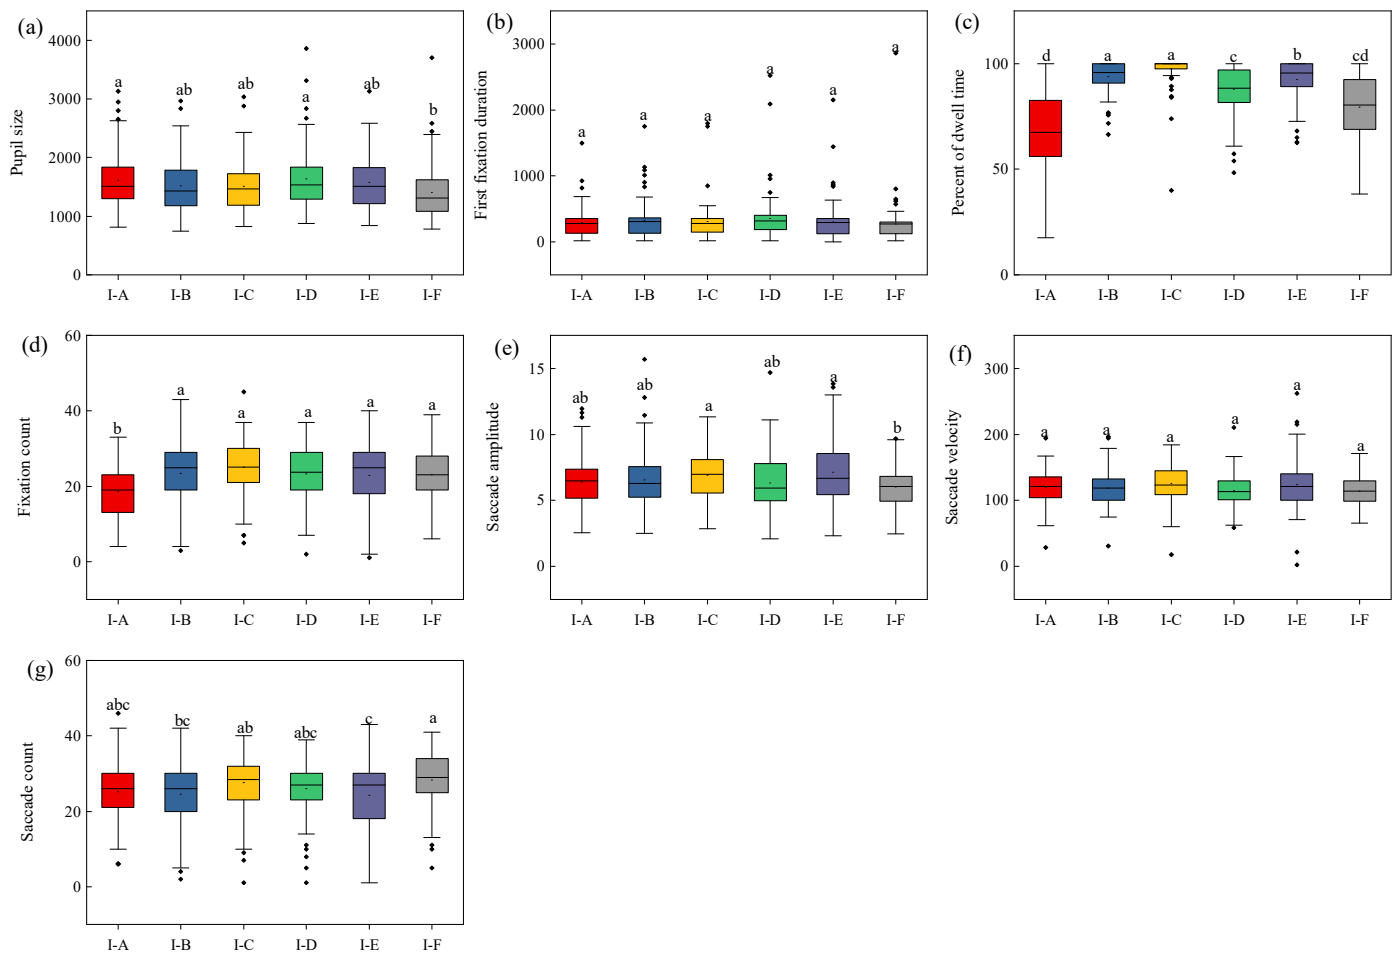 (a)
Pupil size
4000
3000
2000
1000
0
a ab ab a ab b
I-A I-B I-C I-D I-E I-F
(b)
First fixation duration
3000
2000
1000
0
a a a a a a
I-A I-B I-C I-D I-E I-F
(c)
Percent of dwell time
100
50
0
d a a c b cd
I-A I-B I-C I-D I-E I-F
(d)
Fixation count
60
40
20
0
b a a a a a
I-A I-B I-C I-D I-E I-F
(e)
Saccade amplitude
15
10
5
0
ab ab a ab a b
I-A I-B I-C I-D I-E I-F
(f)
Saccade velocity
300
200
100
0
a a a a a a
I-A I-B I-C I-D I-E I-F
(g)
Saccade count
60
40
20
0
abc bc ab abc c a
I-A I-B I-C I-D I-E I-F